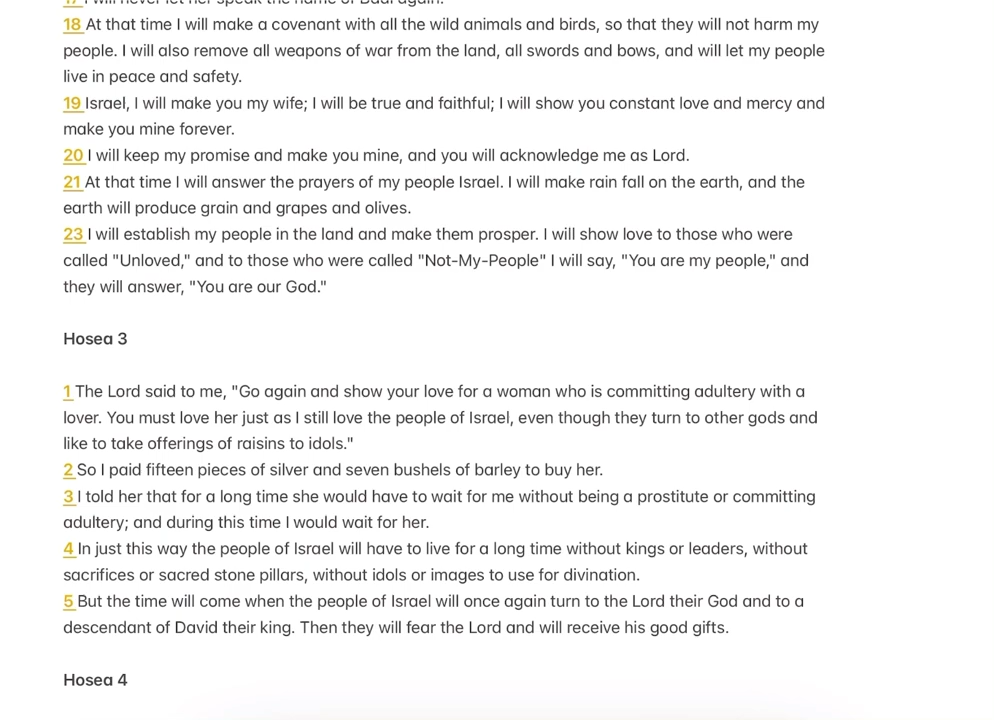 17 I will never let her speak the name of Baal again.
18 At that time I will make a covenant with all the wild animals and birds, so that they will not harm my
people. I will also remove all weapons of war from the land, all swords and bows, and will let my people
live in peace and safety.
19 Israel, I will make you my wife; I will be true and faithful; I will show you constant love and mercy and
make you mine forever.
20 I will keep my promise and make you mine, and you will acknowledge me as Lord.
21 At that time I will answer the prayers of my people Israel. I will make rain fall on the earth, and the
earth will produce grain and grapes and olives.
23 I will establish my people in the land and make them prosper. I will show love to those who were
called "Unloved," and to those who were called "Not-My-People" I will say, "You are my people," and
they will answer, "You are our God."
Hosea 3
1 The Lord said to me, "Go again and show your love for a woman who is committing adultery with a
lover. You must love her just as I still love the people of Israel, even though they turn to other gods and
like to take offerings of raisins to idols."
2 So I paid fifteen pieces of silver and seven bushels of barley to buy her.
3 I told her that for a long time she would have to wait for me without being a prostitute or committing
adultery; and during this time I would wait for her.
4 In just this way the people of Israel will have to live for a long time without kings or leaders, without
sacrifices or sacred stone pillars, without idols or images to use for divination.
5 But the time will come when the people of Israel will once again turn to the Lord their God and to a
descendant of David their king. Then they will fear the Lord and will receive his good gifts.
Hosea 4